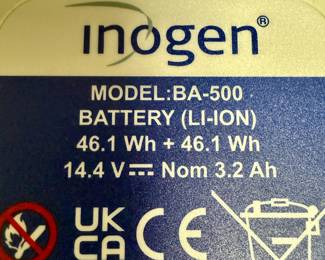 inogen®
MODEL:BA-500
BATTERY (LI-ION)
46.1 Wh + 46.1 Wh
14.4 V ⎓ Nom 3.2 Ah
UK
CA CE